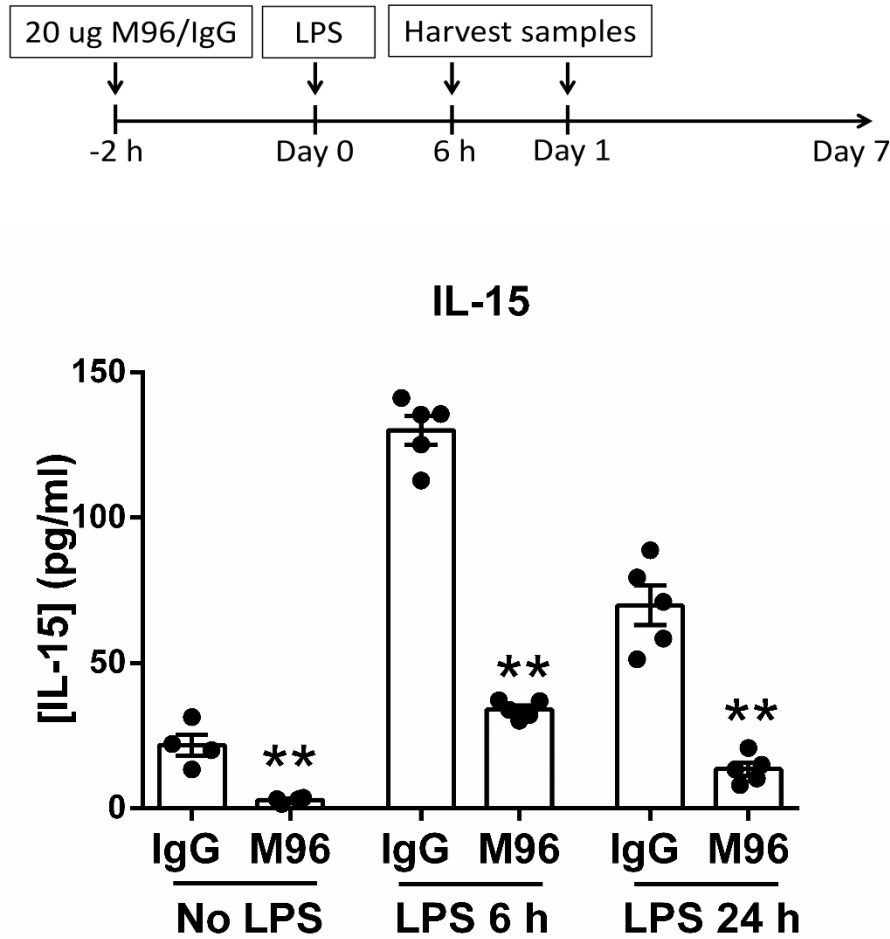 20 ug M96/IgG LPS Harvest samples
-2 h Day 0 6 h Day 1 Day 7
IL-15
150
100
50
0
[IL-15] (pg/ml)
**
**
**
IgG M96 IgG M96 IgG M96
No LPS LPS 6 h LPS 24 h